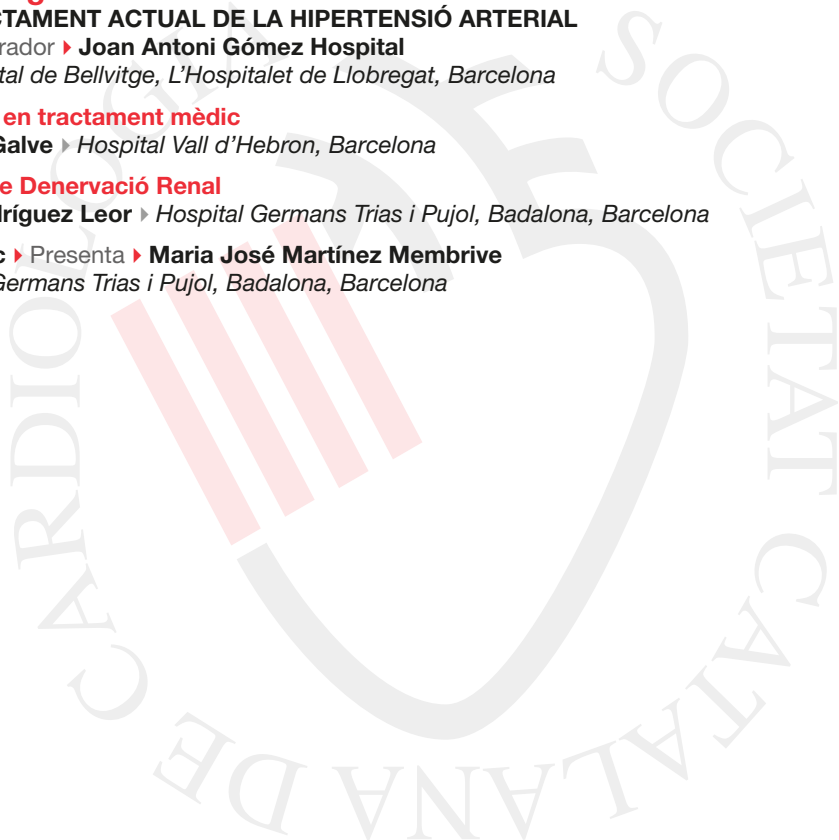 CTAMENT ACTUAL DE LA HIPERTENSIÓ ARTERIAL
rador Joan Antoni Gómez Hospital
tal de Bellvitge, L’Hospitalet de Llobregat, Barcelona
en tractament mèdic
Galve Hospital Vall d’Hebron, Barcelona
e Denervació Renal
ríguez Leor Hospital Germans Trias i Pujol, Badalona, Barcelona
c Presenta Maria José Martínez Membrive
Germans Trias i Pujol, Badalona, Barcelona
SOCIETAT CATALANA DE CARDIOLOGIA